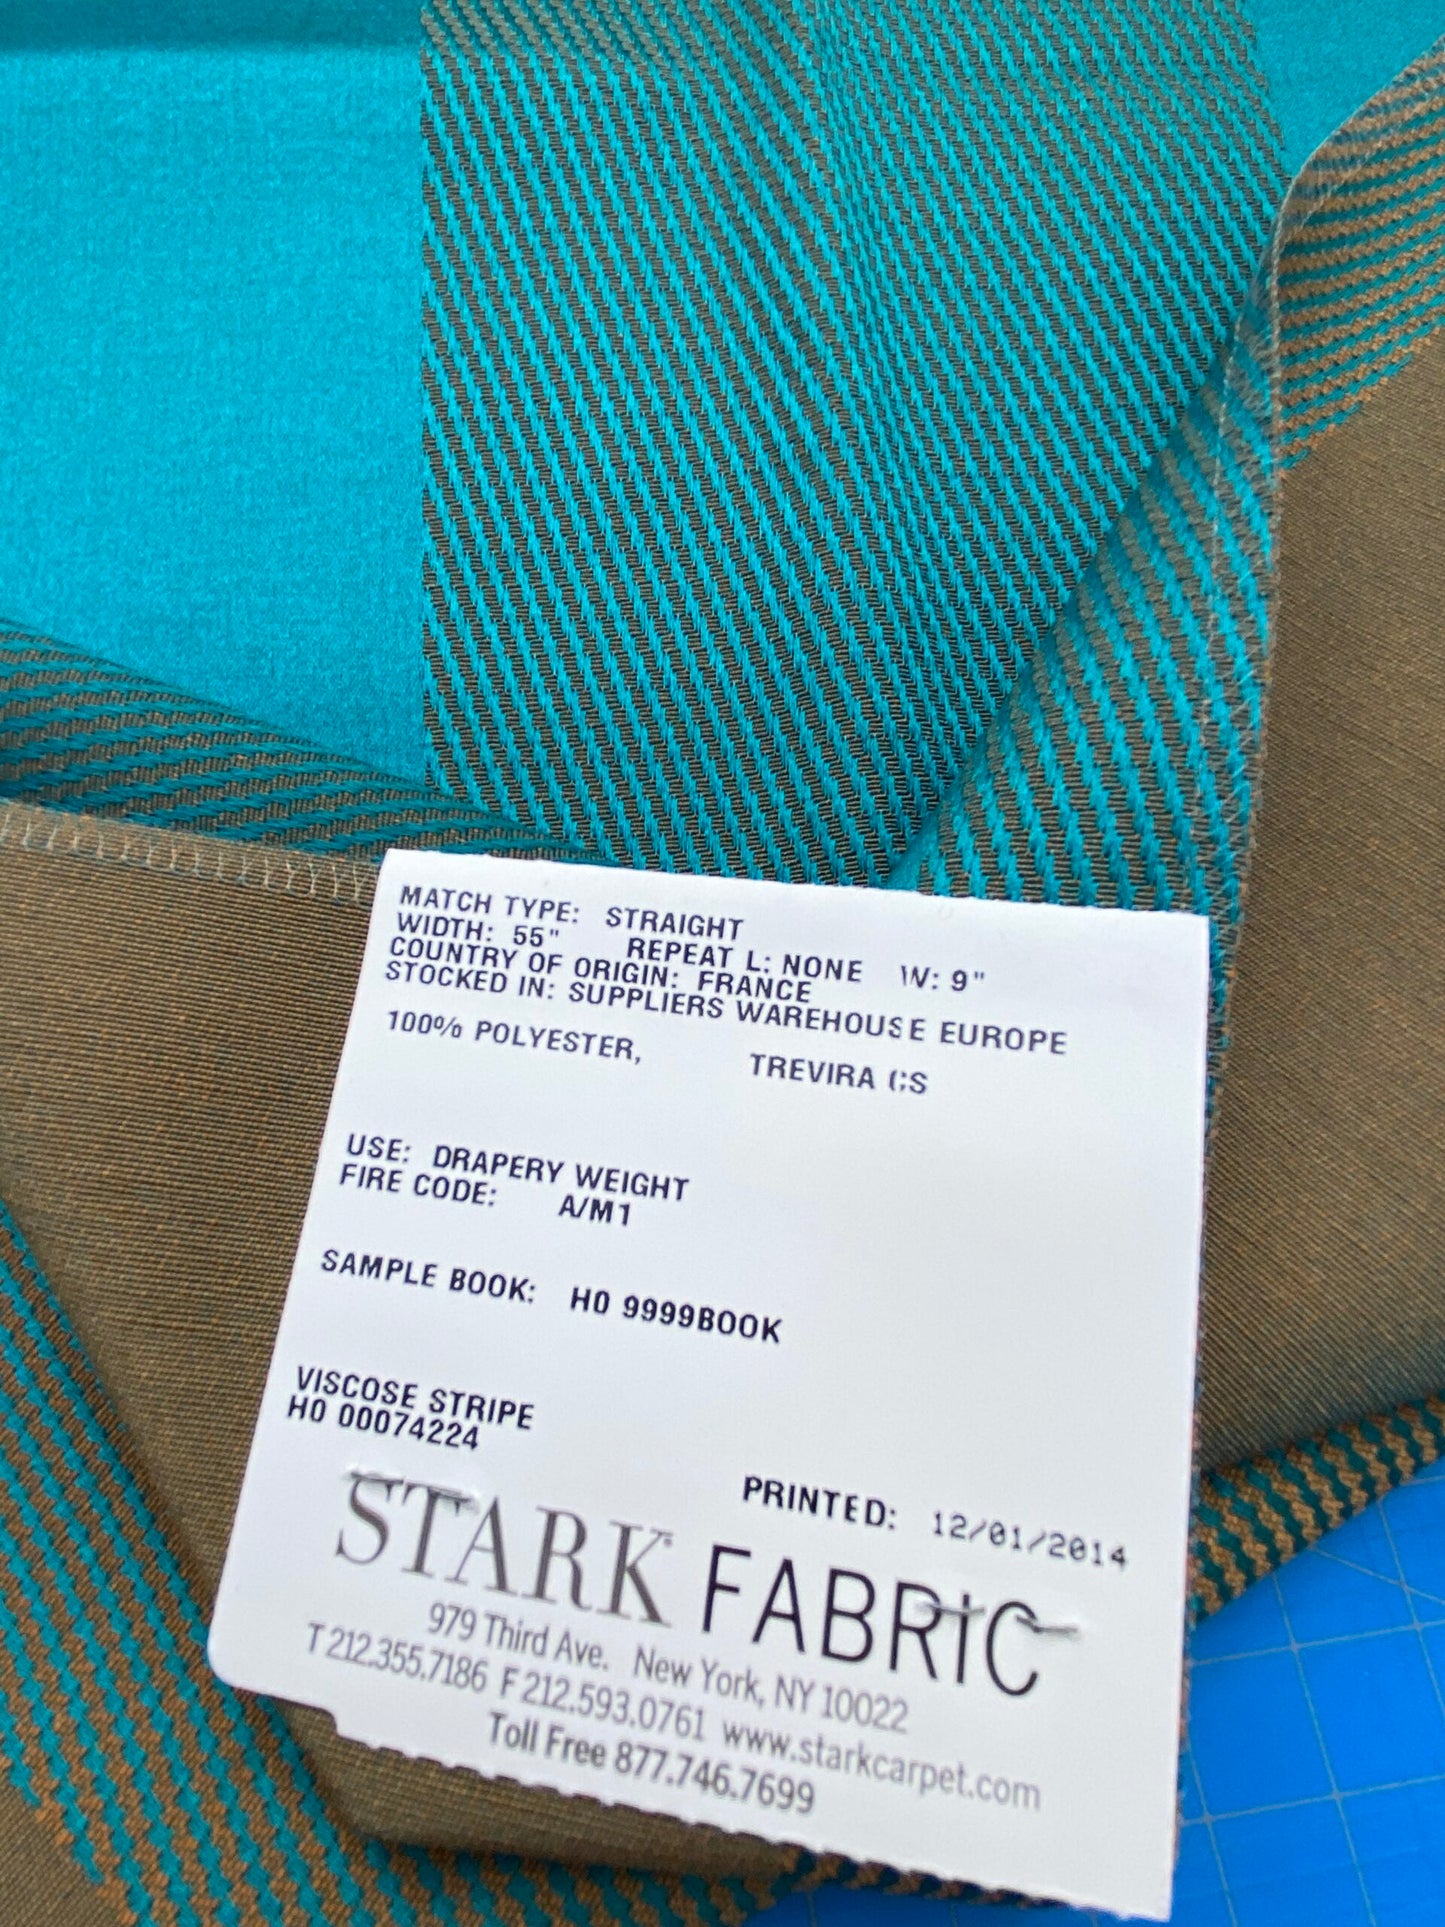 MATCH TYPE: STRAIGHT
WIDTH: 55" REPEAT L: NONE W: 9"
COUNTRY OF ORIGIN: FRANCE
STOCKED IN: SUPPLIERS WAREHOUSE EUROPE
100% POLYESTER, TREVIRA CS
USE: DRAPERY WEIGHT
FIRE CODE: A/M1
SAMPLE BOOK: H0 9999BOOK
VISCOSE STRIPE
H0 00074224
PRINTED: 12/01/2014
STARK FABRIC
979 Third Ave. New York, NY 10022
T 212.355.7186 F 212.593.0761 www.starkcarpet.com
Toll Free 877.746.7699